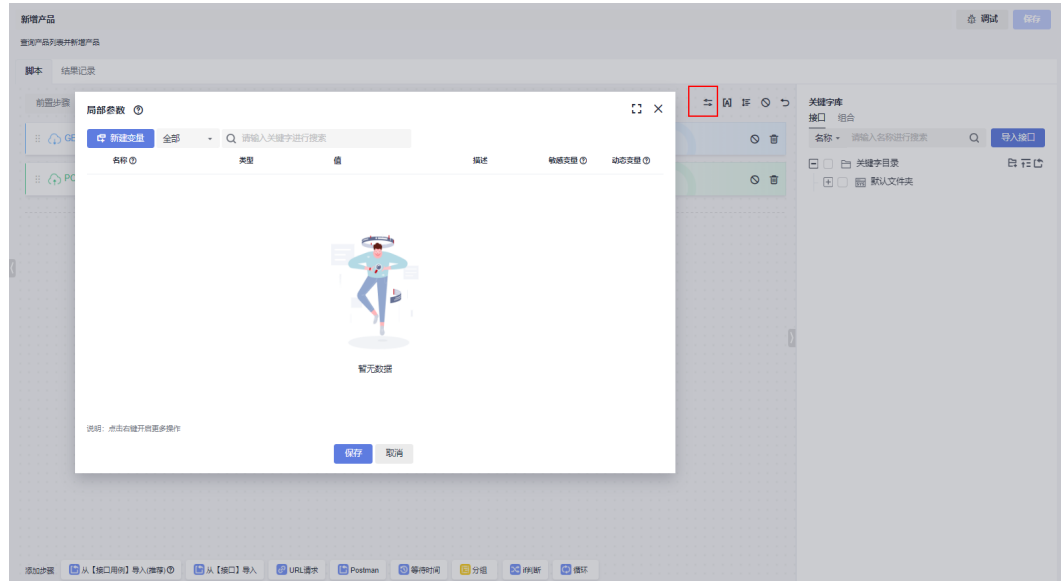 新增产品
调试 保存
查询产品列表并新增产品
脚本 结果记录
前置步骤
关键字库
接口 组合
局部参数
新建变量 全部 请输入关键字进行搜索
名称 请输入名称进行搜索 导入接口
名称 类型 值 描述 敏感变量 动态变量
GE
PO
关键字目录
默认文件夹
暂无数据
说明：点击右键开启更多操作
保存 取消
添加步骤 从【接口用例】导入(推荐) 从【接口】导入 URL请求 Postman 等待时间 分组 if判断 循环